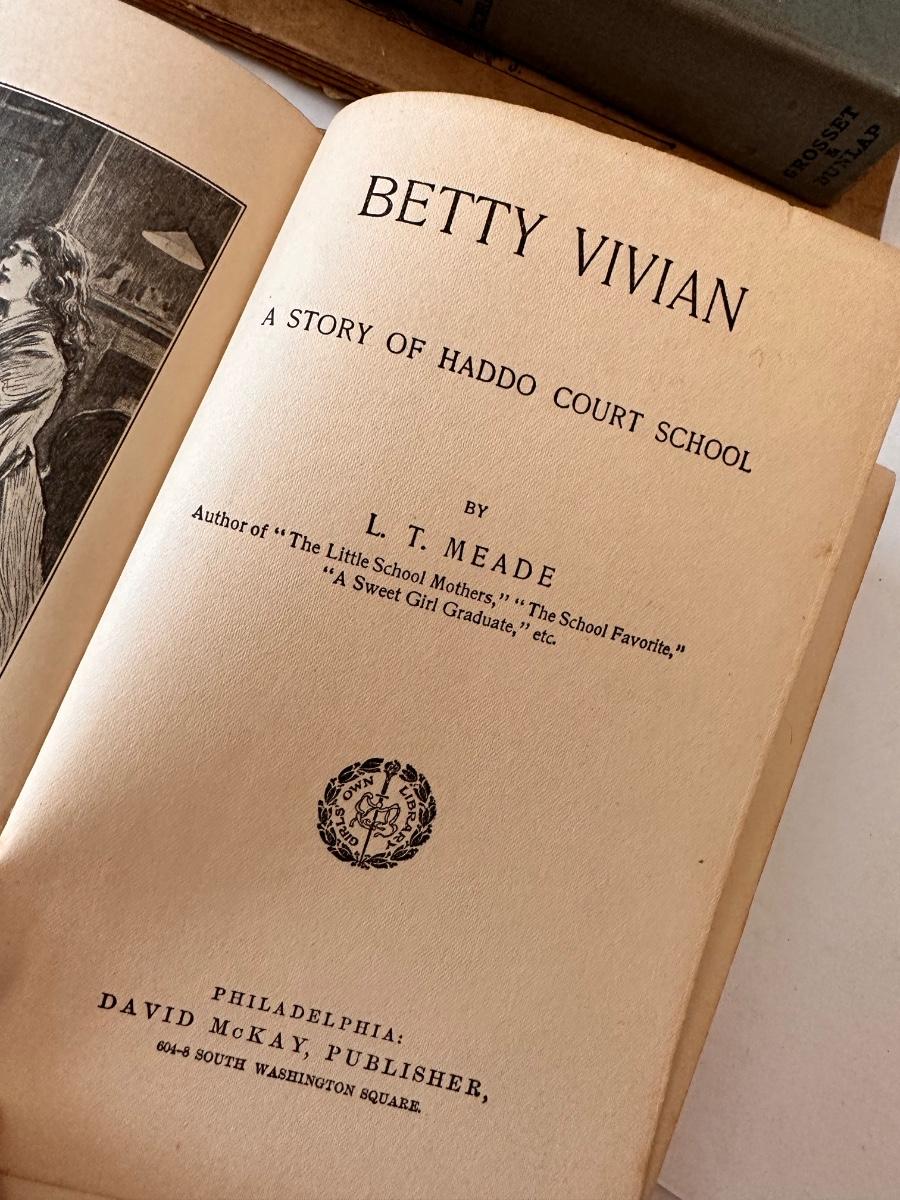 GROSSET
&
DUNLAP
BETTY VIVIAN
A STORY OF HADDO COURT SCHOOL
BY
L. T. MEADE
Author of “The Little School Mothers,” “The School Favorite,”
“A Sweet Girl Graduate,” etc.
GIRLS' OWN LIBRARY
PHILADELPHIA:
DAVID McKAY, PUBLISHER,
604-8 SOUTH WASHINGTON SQUARE.